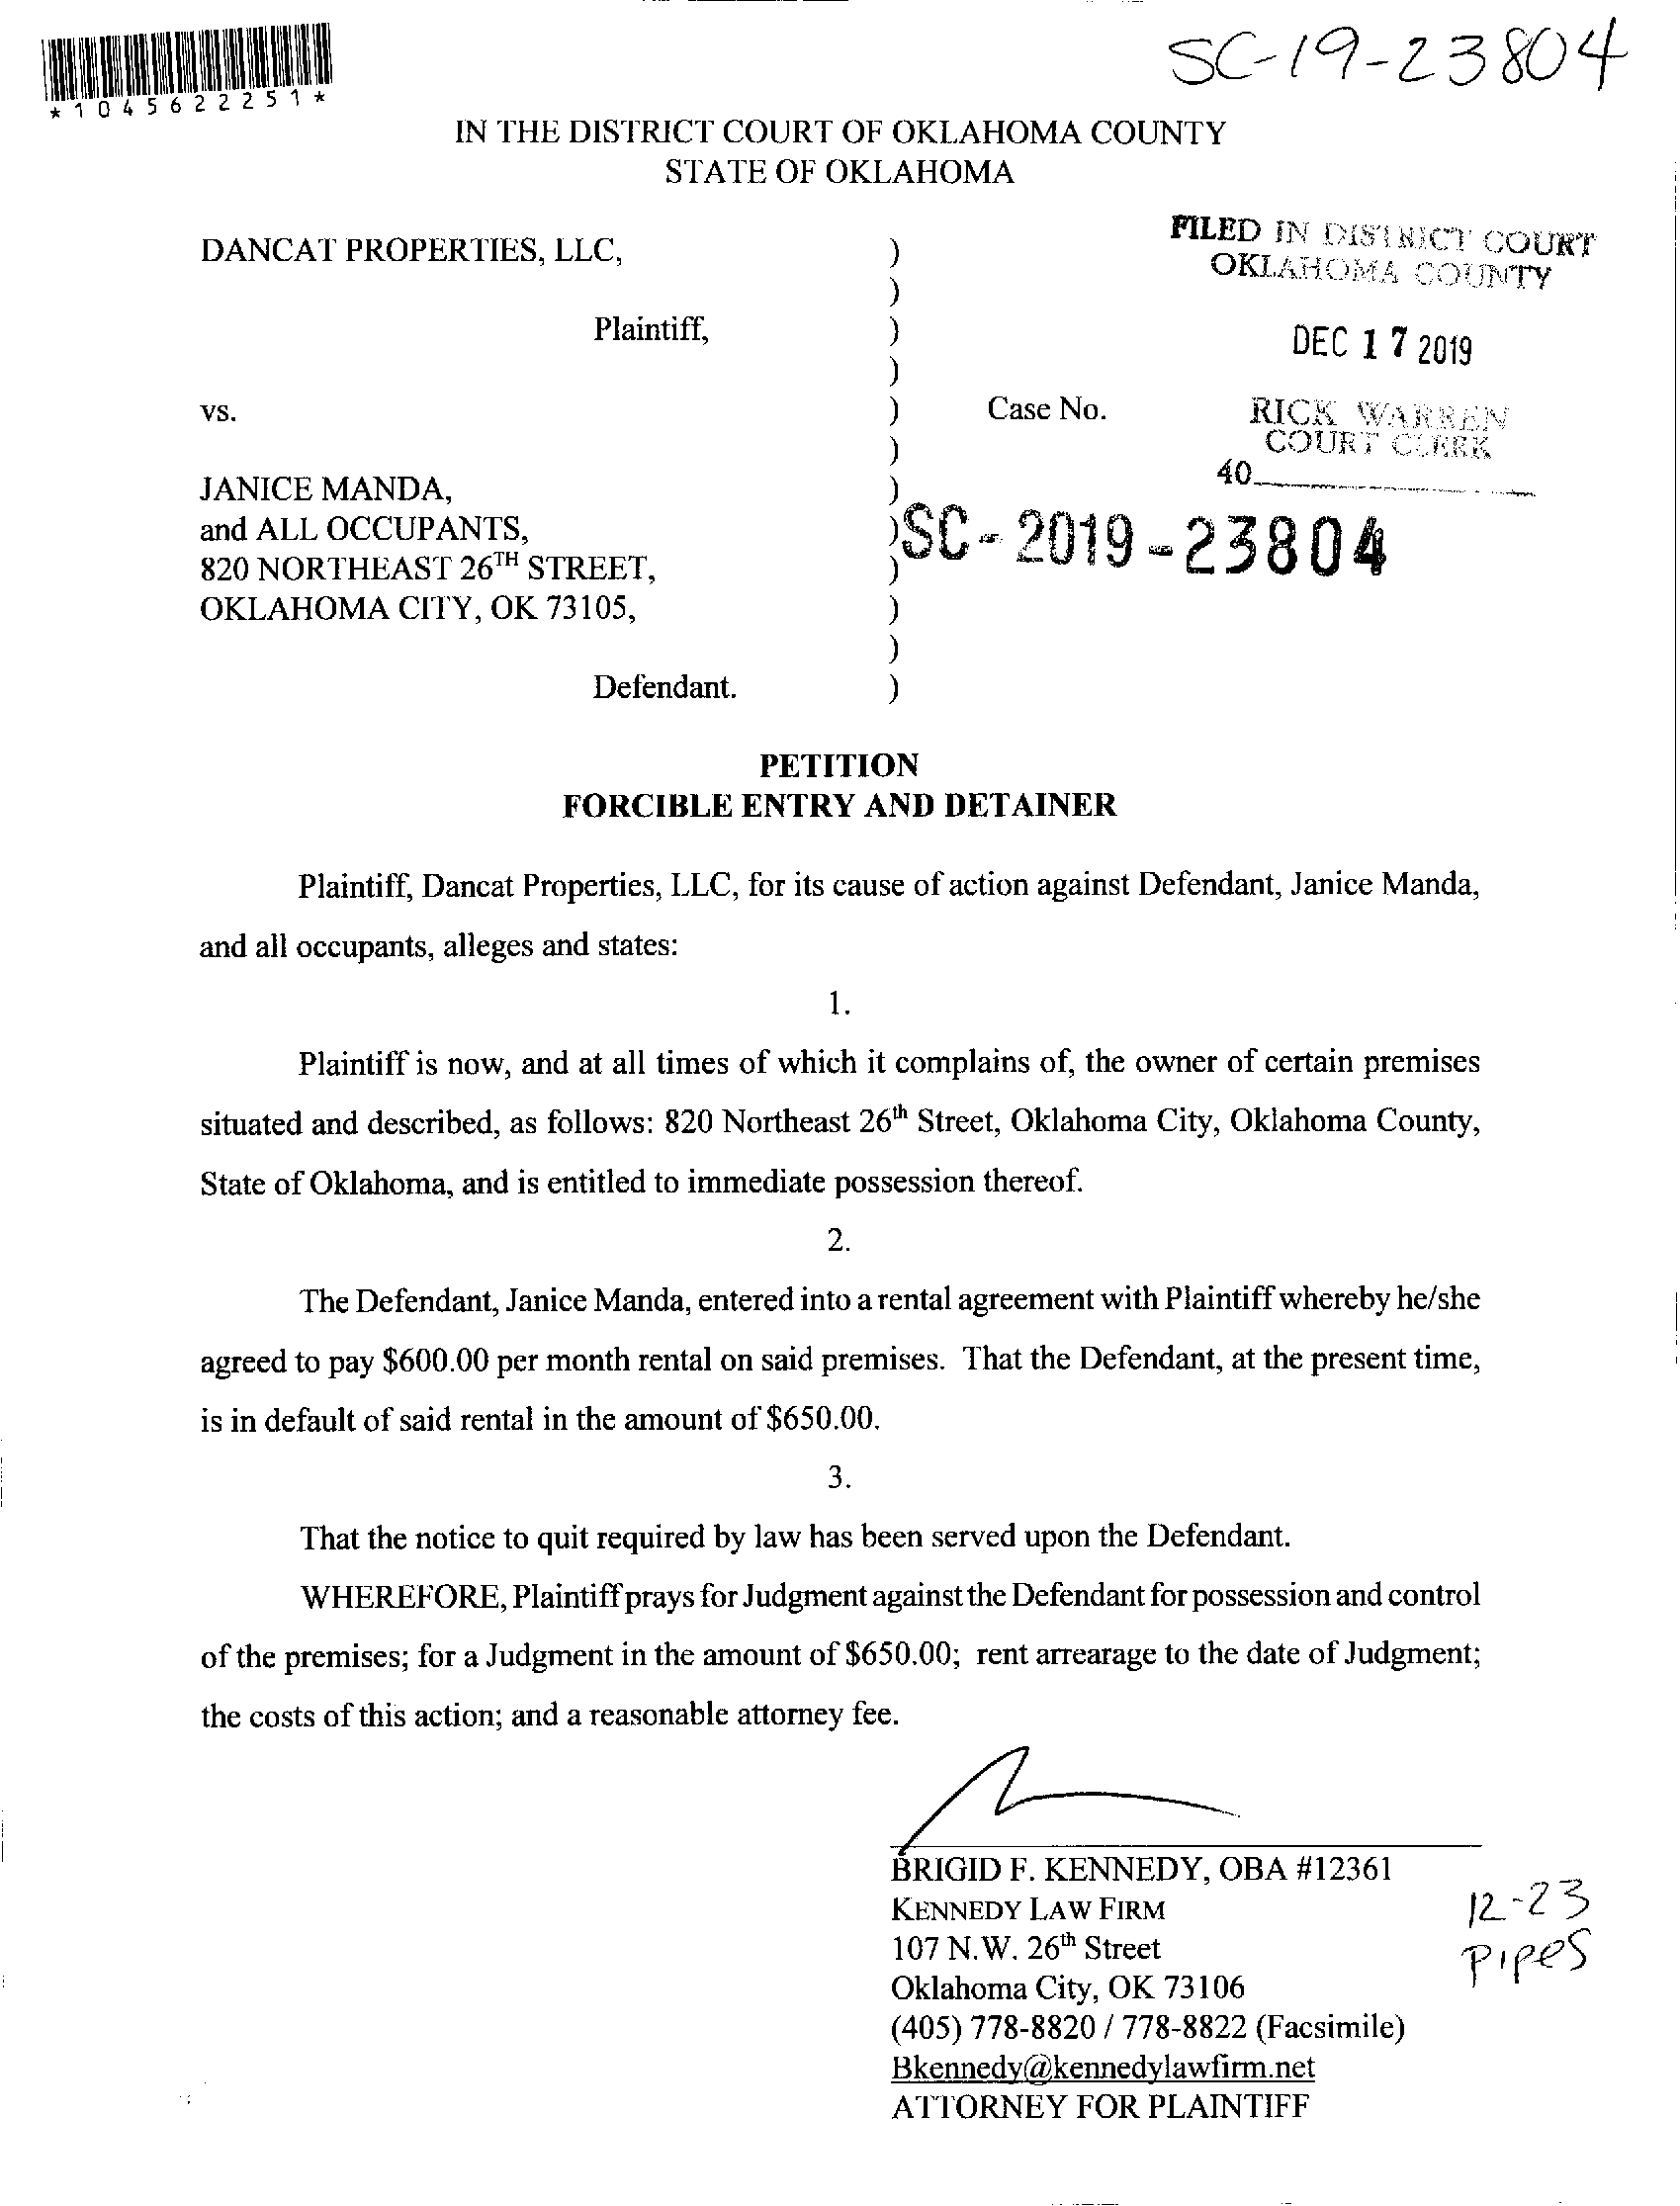 SC-19-23804
*1045622251*
IN THE DISTRICT COURT OF OKLAHOMA COUNTY
STATE OF OKLAHOMA
FILED IN DISTRICT COURT
OKLAHOMA COUNTY
DEC 17 2019
RICK WARREN
COURT CLERK
40
DANCAT PROPERTIES, LLC, )
)
Plaintiff, )
)
vs. ) Case No.
)
JANICE MANDA, )
and ALL OCCUPANTS, ) SC-2019-23804
820 NORTHEAST 26TH STREET, )
OKLAHOMA CITY, OK 73105, )
)
Defendant. )
PETITION
FORCIBLE ENTRY AND DETAINER
Plaintiff, Dancat Properties, LLC, for its cause of action against Defendant, Janice Manda,
and all occupants, alleges and states:
1.
Plaintiff is now, and at all times of which it complains of, the owner of certain premises
situated and described, as follows: 820 Northeast 26th Street, Oklahoma City, Oklahoma County,
State of Oklahoma, and is entitled to immediate possession thereof.
2.
The Defendant, Janice Manda, entered into a rental agreement with Plaintiff whereby he/she
agreed to pay $600.00 per month rental on said premises. That the Defendant, at the present time,
is in default of said rental in the amount of $650.00.
3.
That the notice to quit required by law has been served upon the Defendant.
WHEREFORE, Plaintiff prays for Judgment against the Defendant for possession and control
of the premises; for a Judgment in the amount of $650.00; rent arrearage to the date of Judgment;
the costs of this action; and a reasonable attorney fee.
BRIGID F. KENNEDY, OBA #12361
KENNEDY LAW FIRM
107 N.W. 26th Street
Oklahoma City, OK 73106
(405) 778-8820 / 778-8822 (Facsimile)
Bkennedy@kennedylawfirm.net
ATTORNEY FOR PLAINTIFF
12-23
Pipes